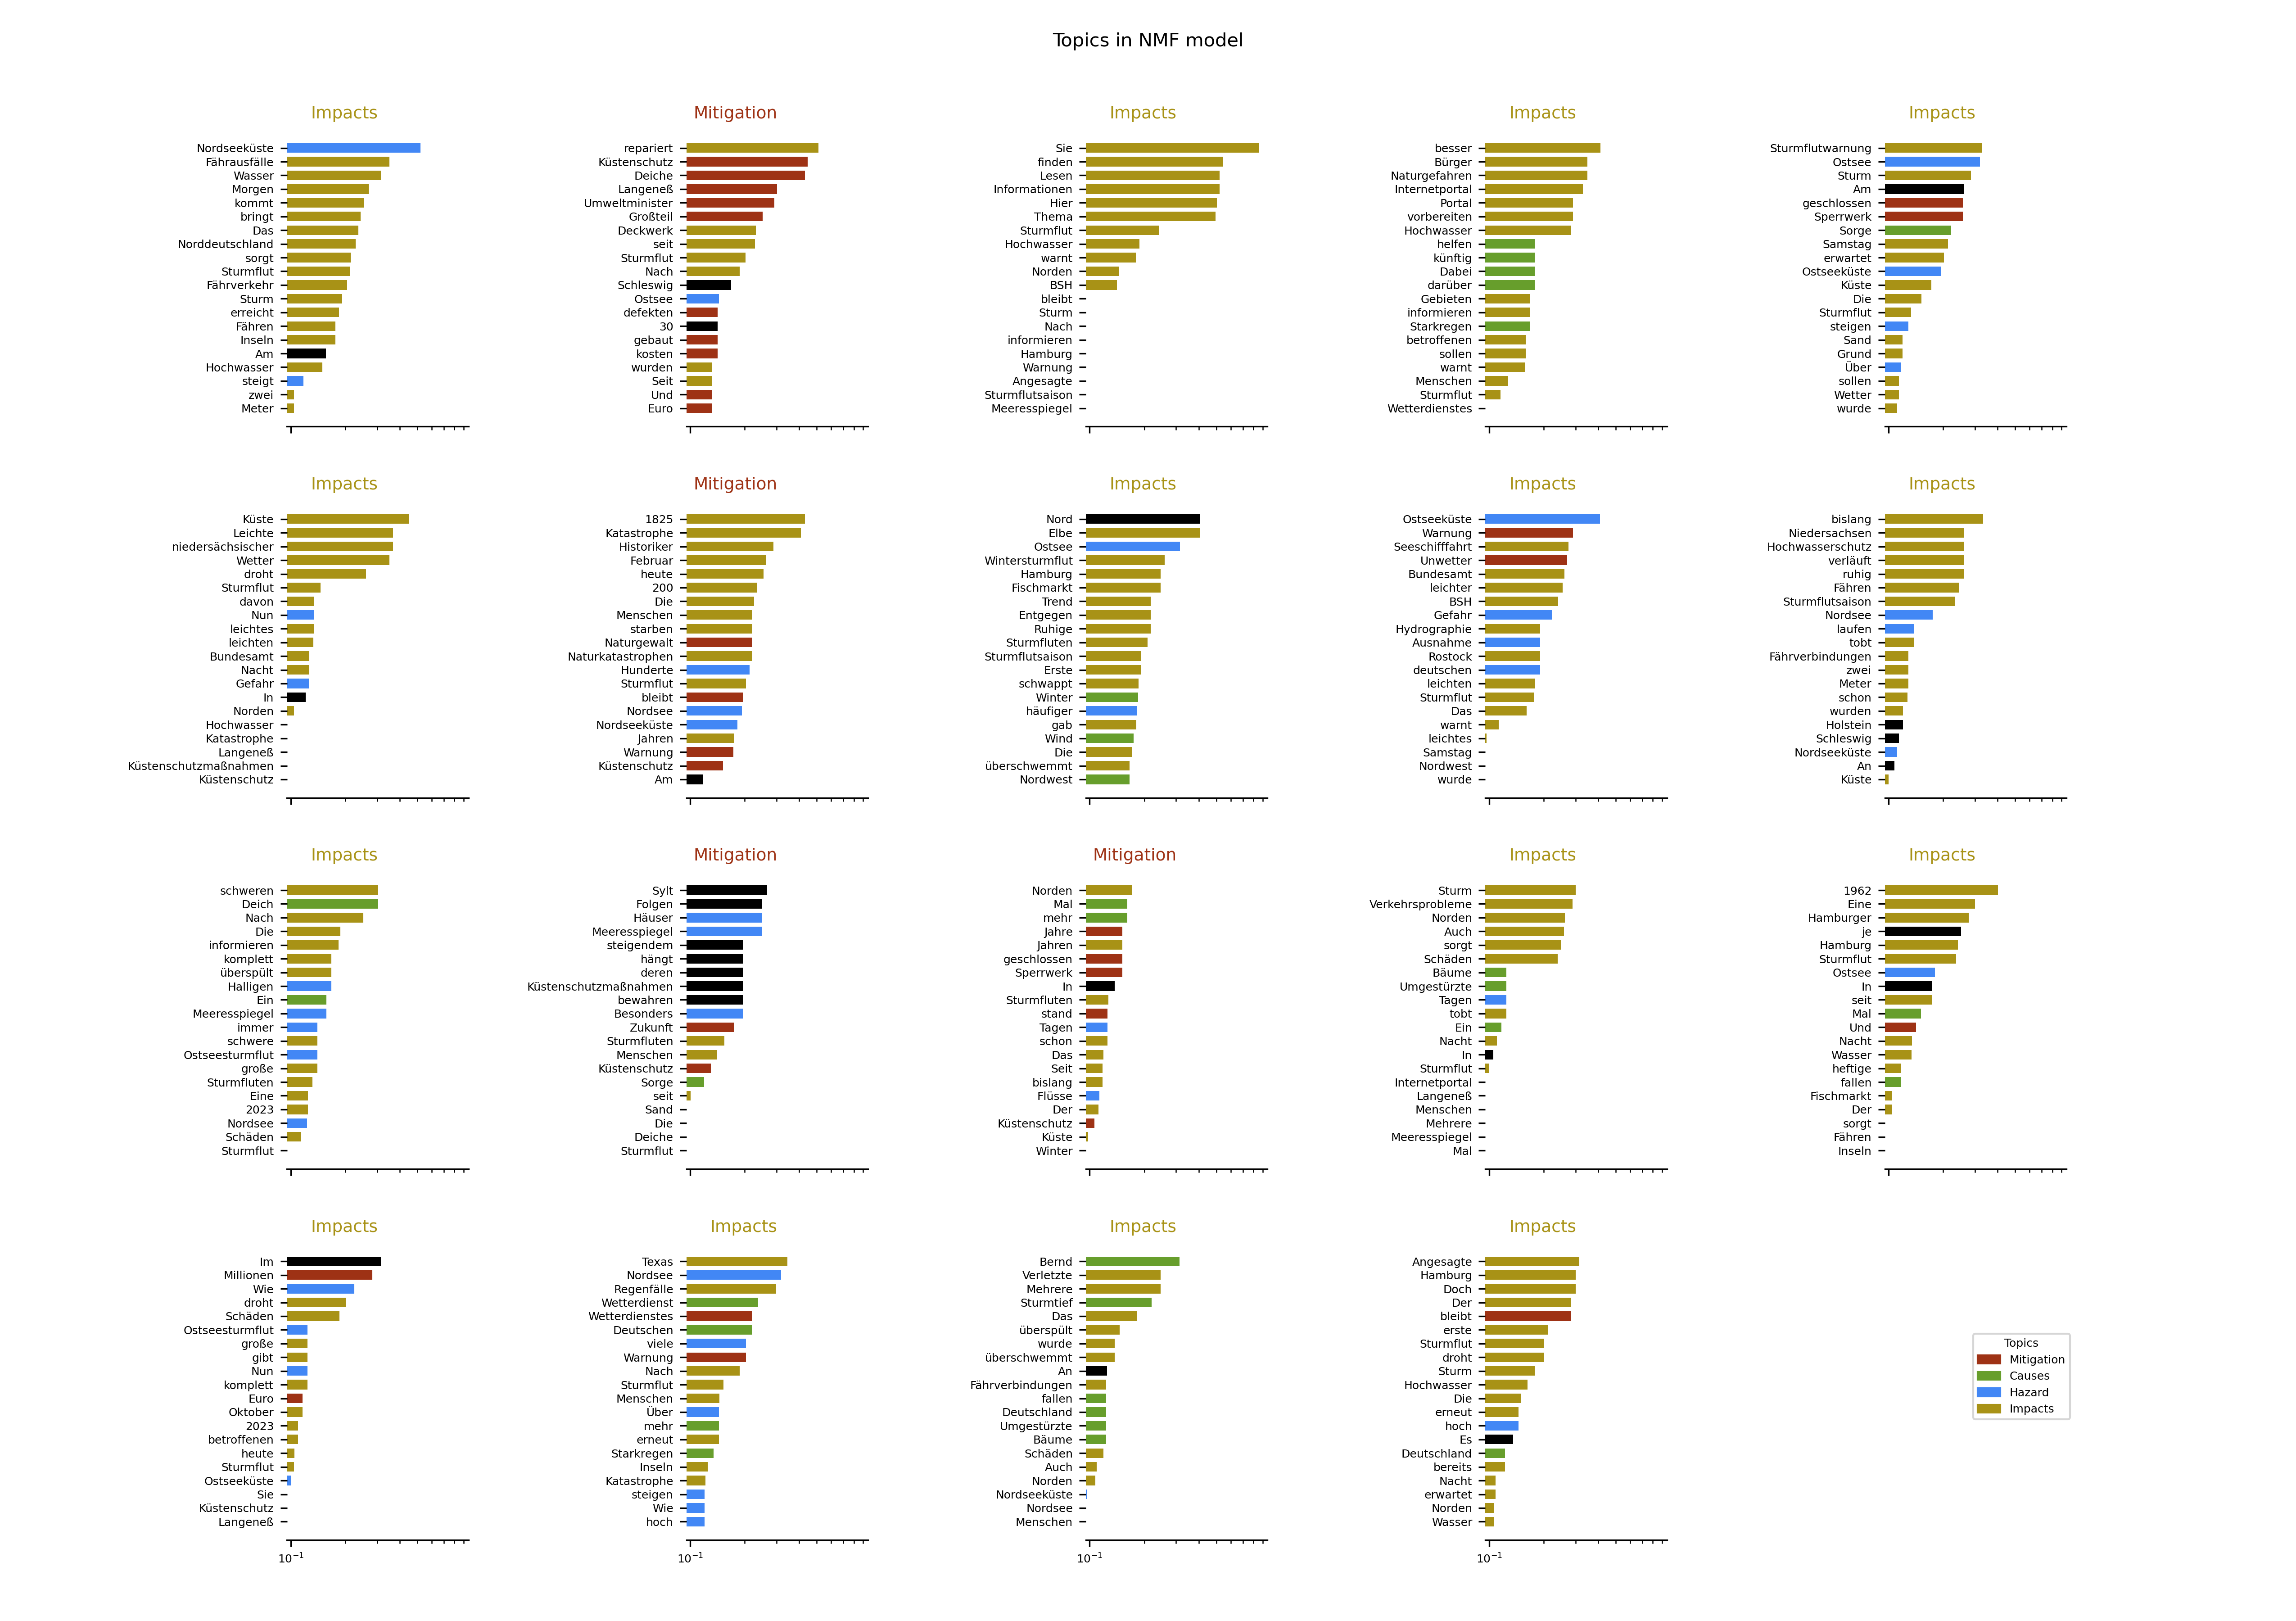 Topics in NMF model
Impacts
Nordseeküste
Fährausfälle
Wasser
Morgen
kommt
bringt
Das
Norddeutschland
sorgt
Sturmflut
Fährverkehr
Sturm
erreicht
Fähren
Inseln
Am
Hochwasser
steigt
zwei
Meter
Mitigation
repariert
Küstenschutz
Deiche
Langeneß
Umweltminister
Großteil
Deckwerk
seit
Sturmflut
Nach
Schleswig
Ostsee
defekten
30
gebaut
kosten
wurden
Seit
Und
Euro
Impacts
Sie
finden
Lesen
Informationen
Hier
Thema
Sturmflut
Hochwasser
warnt
Norden
BSH
bleibt
Sturm
Nach
informieren
Hamburg
Warnung
Angesagte
Sturmflutsaison
Meeresspiegel
Impacts
besser
Bürger
Naturgefahren
Internetportal
Portal
vorbereiten
Hochwasser
helfen
künftig
Dabei
darüber
Gebieten
informieren
Starkregen
betroffenen
sollen
warnt
Menschen
Sturmflut
Wetterdienstes
Impacts
Sturmflutwarnung
Ostsee
Sturm
Am
geschlossen
Sperrwerk
Sorge
Samstag
erwartet
Ostseeküste
Küste
Die
Sturmflut
steigen
Sand
Grund
Über
sollen
Wetter
wurde
Impacts
Küste
Leichte
niedersächsischer
Wetter
droht
Sturmflut
davon
Nun
leichtes
leichten
Bundesamt
Nacht
Gefahr
In
Norden
Hochwasser
Katastrophe
Langeneß
Küstenschutzmaßnahmen
Küstenschutz
Mitigation
1825
Katastrophe
Historiker
Februar
heute
200
Die
Menschen
starben
Naturgewalt
Naturkatastrophen
Hunderte
Sturmflut
bleibt
Nordsee
Nordseeküste
Jahren
Warnung
Küstenschutz
Am
Impacts
Nord
Elbe
Ostsee
Wintersturmflut
Hamburg
Fischmarkt
Trend
Entgegen
Ruhige
Sturmfluten
Sturmflutsaison
Erste
schwappt
Winter
häufiger
gab
Wind
Die
überschwemmt
Nordwest
Impacts
Ostseeküste
Warnung
Seeschifffahrt
Unwetter
Bundesamt
leichter
BSH
Gefahr
Hydrographie
Ausnahme
Rostock
deutschen
leichten
Sturmflut
Das
warnt
leichtes
Samstag
Nordwest
wurde
Impacts
bislang
Niedersachsen
Hochwasserschutz
verläuft
ruhig
Fähren
Sturmflutsaison
Nordsee
laufen
tobt
Fährverbindungen
zwei
Meter
schon
wurden
Holstein
Schleswig
Nordseeküste
An
Küste
Impacts
schweren
Deich
Nach
Die
informieren
komplett
überspült
Halligen
Ein
Meeresspiegel
immer
schwere
Ostseesturmflut
große
Sturmfluten
Eine
2023
Nordsee
Schäden
Sturmflut
Mitigation
Sylt
Folgen
Häuser
Meeresspiegel
steigendem
hängt
deren
Küstenschutzmaßnahmen
bewahren
Besonders
Zukunft
Sturmfluten
Menschen
Küstenschutz
Sorge
seit
Sand
Die
Deiche
Sturmflut
Mitigation
Norden
Mal
mehr
Jahre
Jahren
geschlossen
Sperrwerk
In
Sturmfluten
stand
Tagen
schon
Das
Seit
bislang
Flüsse
Der
Küstenschutz
Küste
Winter
Impacts
Sturm
Verkehrsprobleme
Norden
Auch
sorgt
Schäden
Bäume
Umgestürzte
Tagen
tobt
Ein
Nacht
In
Sturmflut
Internetportal
Langeneß
Menschen
Mehrere
Meeresspiegel
Mal
Impacts
1962
Eine
Hamburger
je
Hamburg
Sturmflut
Ostsee
In
seit
Mal
Und
Nacht
Wasser
heftige
fallen
Fischmarkt
Der
sorgt
Fähren
Inseln
Impacts
Im
Millionen
Wie
droht
Schäden
Ostseesturmflut
große
gibt
Nun
komplett
Euro
Oktober
2023
betroffenen
heute
Sturmflut
Ostseeküste
Sie
Küstenschutz
Langeneß
10⁻¹
Impacts
Texas
Nordsee
Regenfälle
Wetterdienst
Wetterdienstes
Deutschen
viele
Warnung
Nach
Sturmflut
Menschen
Über
mehr
erneut
Starkregen
Inseln
Katastrophe
steigen
Wie
hoch
10⁻¹
Impacts
Bernd
Verletzte
Mehrere
Sturmtief
Das
überspült
wurde
überschwemmt
An
Fährverbindungen
fallen
Deutschland
Umgestürzte
Bäume
Schäden
Auch
Norden
Nordseeküste
Nordsee
Menschen
10⁻¹
Impacts
Angesagte
Hamburg
Doch
Der
bleibt
erste
Sturmflut
droht
Sturm
Hochwasser
Die
erneut
hoch
Es
Deutschland
bereits
Nacht
erwartet
Norden
Wasser
10⁻¹
Topics
Mitigation
Causes
Hazard
Impacts